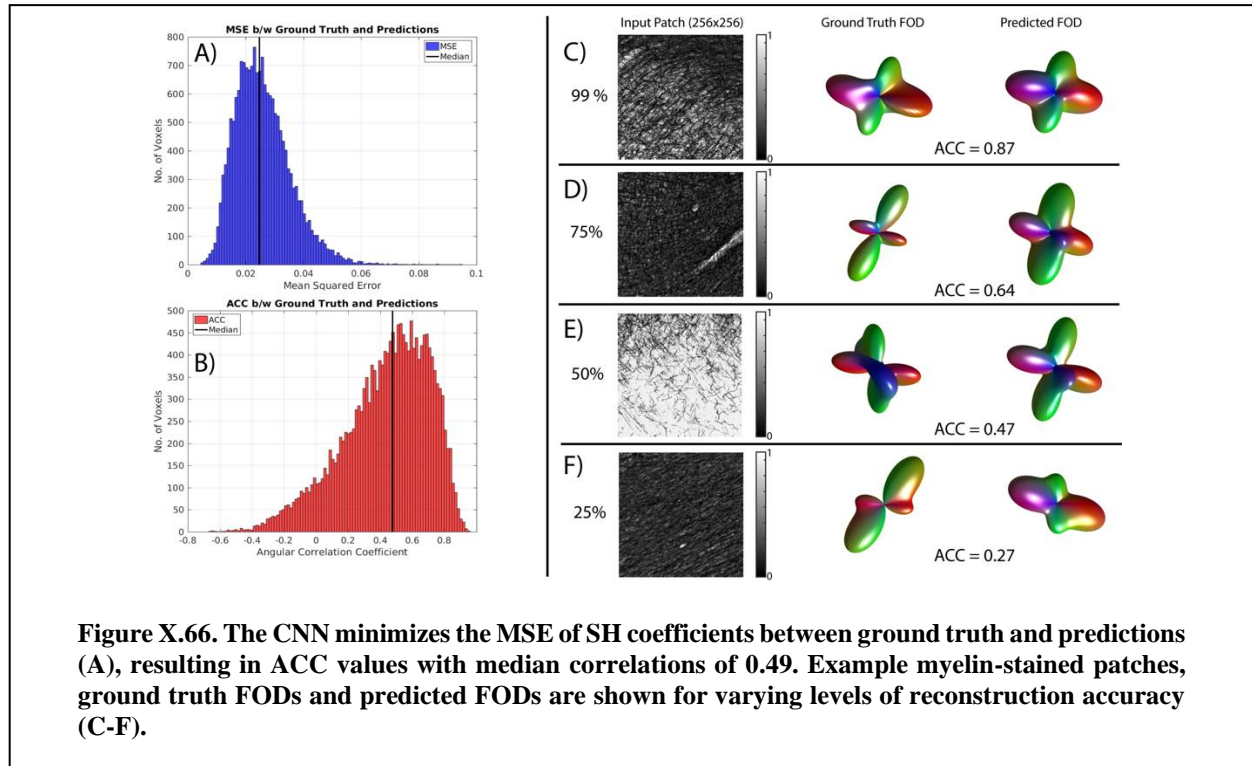 MSE b/w Ground Truth and Predictions
A)
MSE
Median
No. of Voxels
800
700
600
500
400
300
200
100
0
0 0.02 0.04 0.06 0.08 0.1
Mean Squared Error
ACC b/w Ground Truth and Predictions
B)
ACC
Median
No. of Voxels
500
450
400
350
300
250
200
150
100
50
0
-0.8 -0.6 -0.4 -0.2 0 0.2 0.4 0.6 0.8
Angular Correlation Coefficient
Input Patch (256x256) Ground Truth FOD Predicted FOD
C)
99 %
1
0
ACC = 0.87
D)
75%
1
0
ACC = 0.64
E)
50%
1
0
ACC = 0.47
F)
25%
1
0
ACC = 0.27
Figure X.66. The CNN minimizes the MSE of SH coefficients between ground truth and predictions
(A), resulting in ACC values with median correlations of 0.49. Example myelin-stained patches,
ground truth FODs and predicted FODs are shown for varying levels of reconstruction accuracy
(C-F).